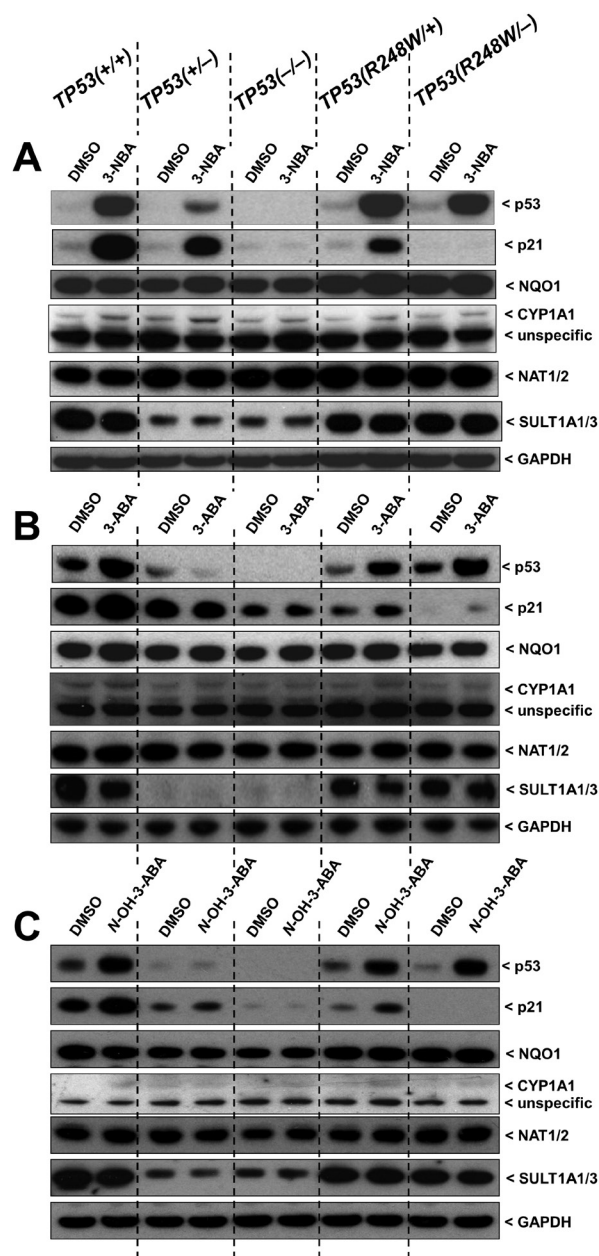 TP53(+/+) TP53(+/–) TP53(–/–) TP53(R248W/+) TP53(R248W/–)
A
DMSO 3-NBA DMSO 3-NBA DMSO 3-NBA DMSO 3-NBA DMSO 3-NBA
< p53
< p21
< NQO1
< CYP1A1
< unspecific
< NAT1/2
< SULT1A1/3
< GAPDH
B
DMSO 3-ABA DMSO 3-ABA DMSO 3-ABA DMSO 3-ABA DMSO 3-ABA
< p53
< p21
< NQO1
< CYP1A1
< unspecific
< NAT1/2
< SULT1A1/3
< GAPDH
C
DMSO N-OH-3-ABA DMSO N-OH-3-ABA DMSO N-OH-3-ABA DMSO N-OH-3-ABA DMSO N-OH-3-ABA
< p53
< p21
< NQO1
< CYP1A1
< unspecific
< NAT1/2
< SULT1A1/3
< GAPDH